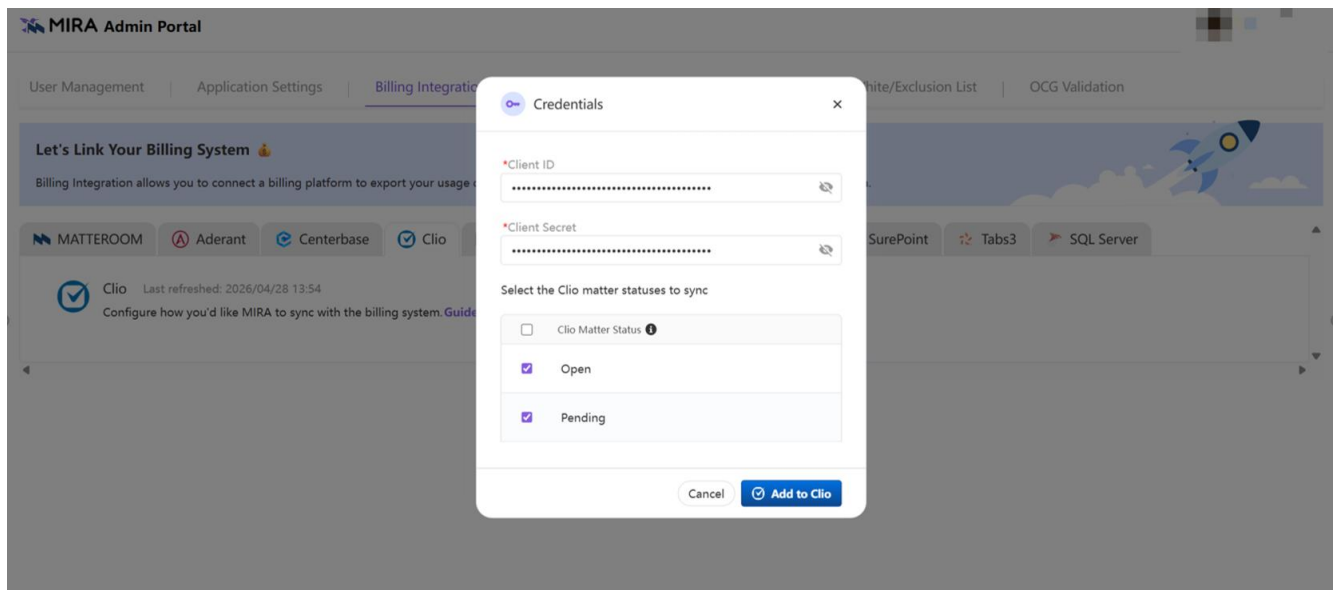 MIRA Admin Portal
User Management | Application Settings | Billing Integratio hite/Exclusion List | OCG Validation
Let's Link Your Billing System
Billing Integration allows you to connect a billing platform to export your usage
MATTEROOM Aderant Centerbase Clio SurePoint Tabs3 SQL Server
Clio Last refreshed: 2026/04/28 13:54
Configure how you'd like MIRA to sync with the billing system. Guide
Credentials
*Client ID
*Client Secret
Select the Clio matter statuses to sync
Clio Matter Status
Open
Pending
Cancel Add to Clio